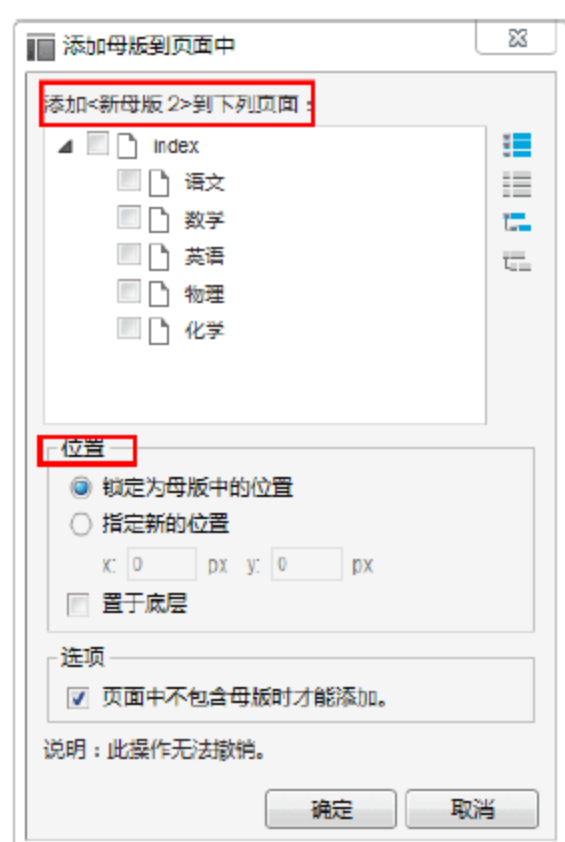 添加母版到页面中
添加<新母版 2>到下列页面：
index
语文
数学
英语
物理
化学
位置
锁定为母版中的位置
指定新的位置
x: 0 px y: 0 px
置于底层
选项
页面中不包含母版时才能添加。
说明：此操作无法撤销。
确定 取消